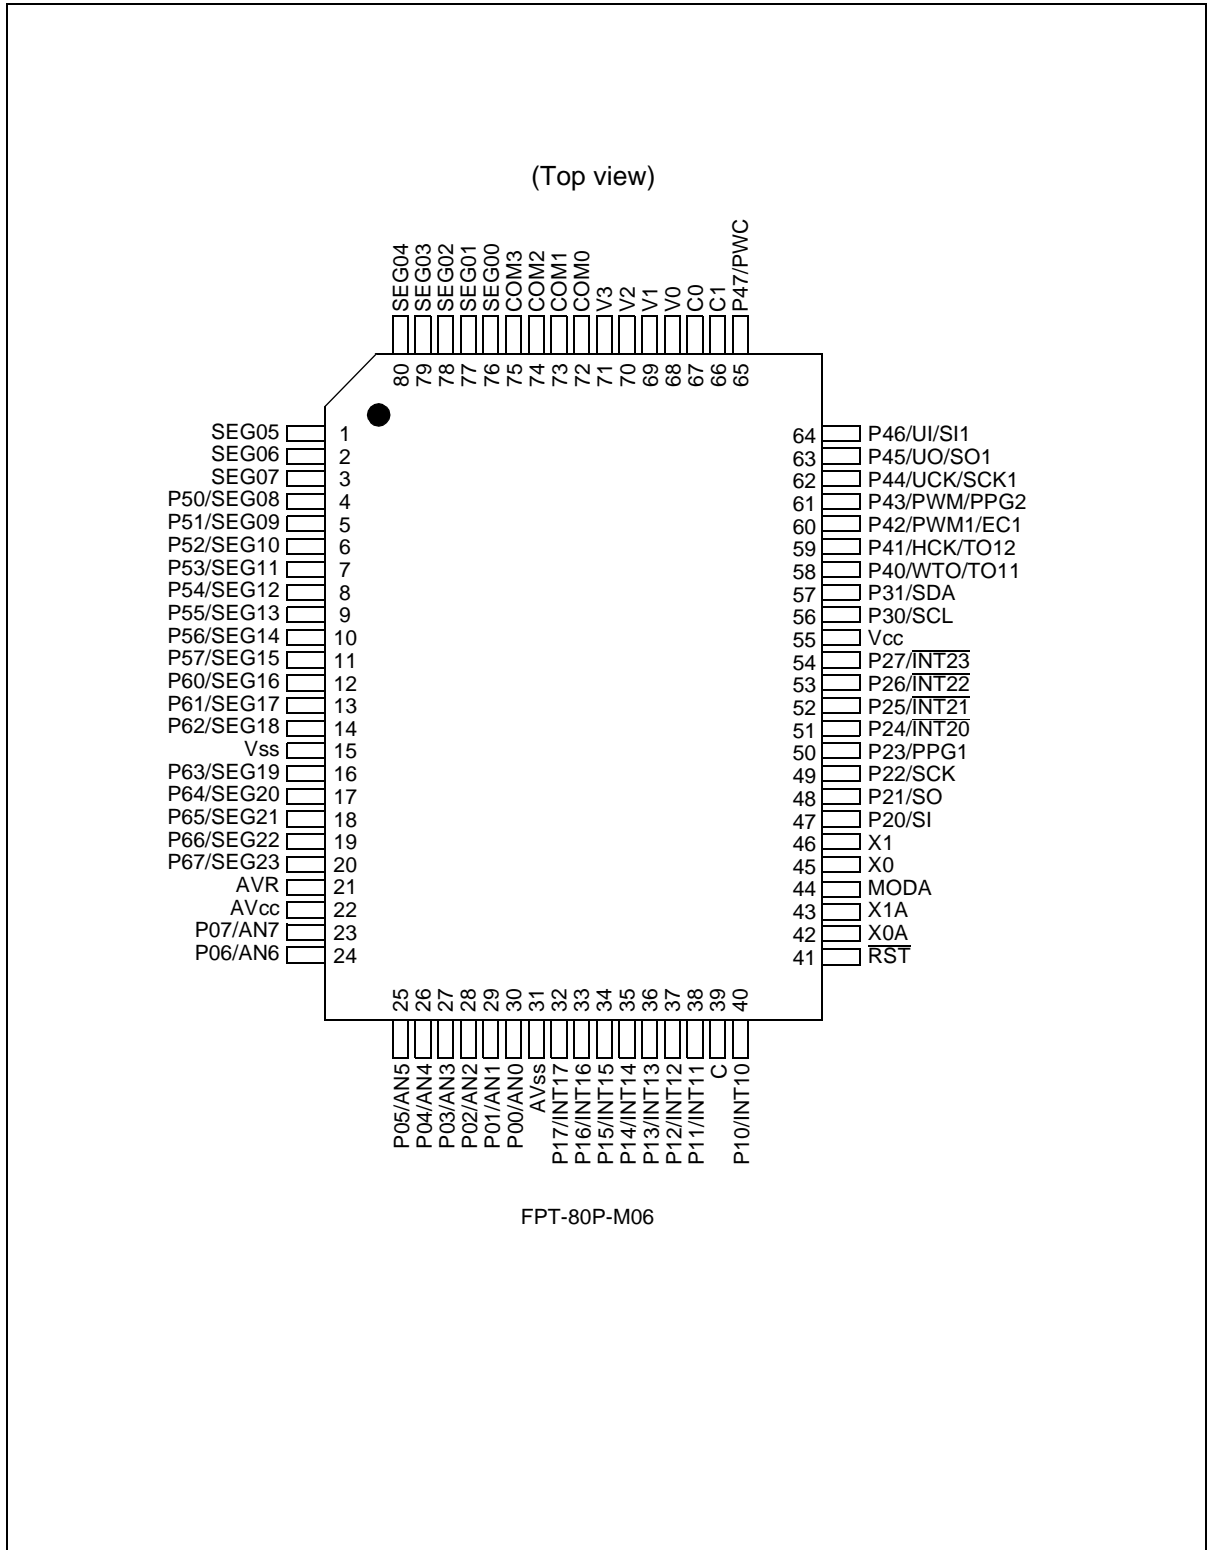 (Top view)
SEG04
SEG03
SEG02
SEG01
SEG00
COM3
COM2
COM1
COM0
V3
V2
V1
V0
C0
C1
P47/PWC
80
79
78
77
76
75
74
73
72
71
70
69
68
67
66
65
SEG05 1
SEG06 2
SEG07 3
P50/SEG08 4
P51/SEG09 5
P52/SEG10 6
P53/SEG11 7
P54/SEG12 8
P55/SEG13 9
P56/SEG14 10
P57/SEG15 11
P60/SEG16 12
P61/SEG17 13
P62/SEG18 14
Vss 15
P63/SEG19 16
P64/SEG20 17
P65/SEG21 18
P66/SEG22 19
P67/SEG23 20
AVR 21
AVcc 22
P07/AN7 23
P06/AN6 24
64 P46/UI/SI1
63 P45/UO/SO1
62 P44/UCK/SCK1
61 P43/PWM/PPG2
60 P42/PWM1/EC1
59 P41/HCK/TO12
58 P40/WTO/TO11
57 P31/SDA
56 P30/SCL
55 Vcc
54 P27/INT23
53 P26/INT22
52 P25/INT21
51 P24/INT20
50 P23/PPG1
49 P22/SCK
48 P21/SO
47 P20/SI
46 X1
45 X0
44 MODA
43 X1A
42 X0A
41 RST
25
26
27
28
29
30
31
32
33
34
35
36
37
38
39
40
P05/AN5
P04/AN4
P03/AN3
P02/AN2
P01/AN1
P00/AN0
AVss
P17/INT17
P16/INT16
P15/INT15
P14/INT14
P13/INT13
P12/INT12
P11/INT11
C
P10/INT10
FPT-80P-M06